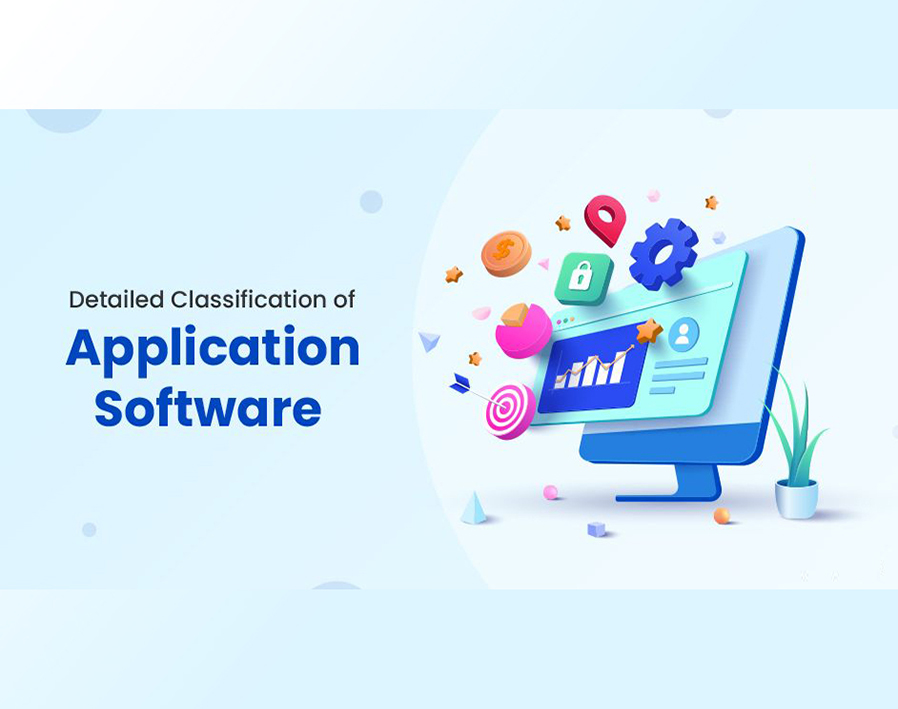 Detailed Classification of
Application
Software